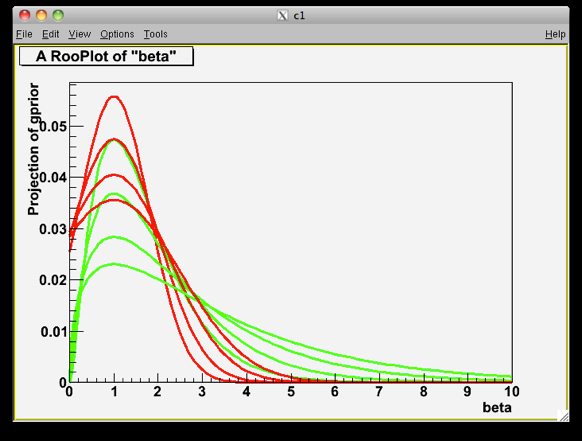 c1
File Edit View Options Tools Help
A RooPlot of "beta"
Projection of gprior
0.05
0.04
0.03
0.02
0.01
0
0 1 2 3 4 5 6 7 8 9 10
beta